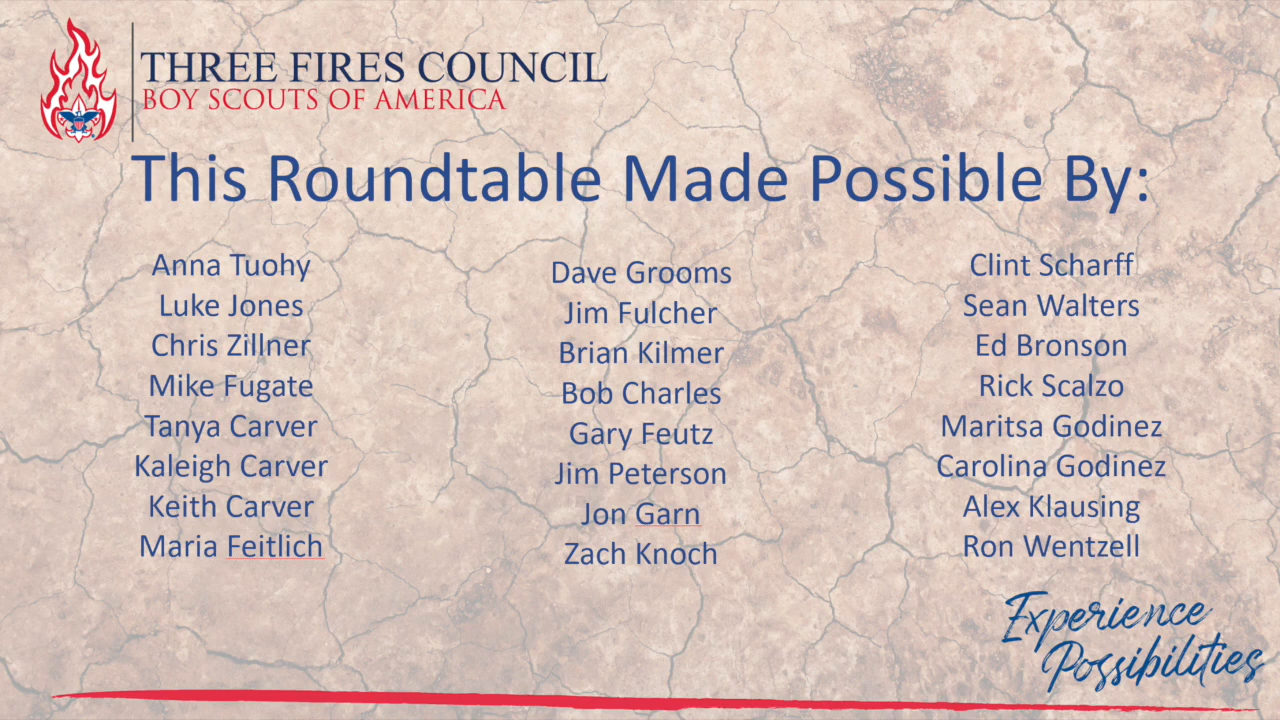 THREE FIRES COUNCIL
BOY SCOUTS OF AMERICA
This Roundtable Made Possible By:
Anna Tuohy
Luke Jones
Chris Zillner
Mike Fugate
Tanya Carver
Kaleigh Carver
Keith Carver
Maria Feitlich
Dave Grooms
Jim Fulcher
Brian Kilmer
Bob Charles
Gary Feutz
Jim Peterson
Jon Garn
Zach Knoch
Clint Scharff
Sean Walters
Ed Bronson
Rick Scalzo
Maritsa Godinez
Carolina Godinez
Alex Klausing
Ron Wentzell
Experience
Possibilities